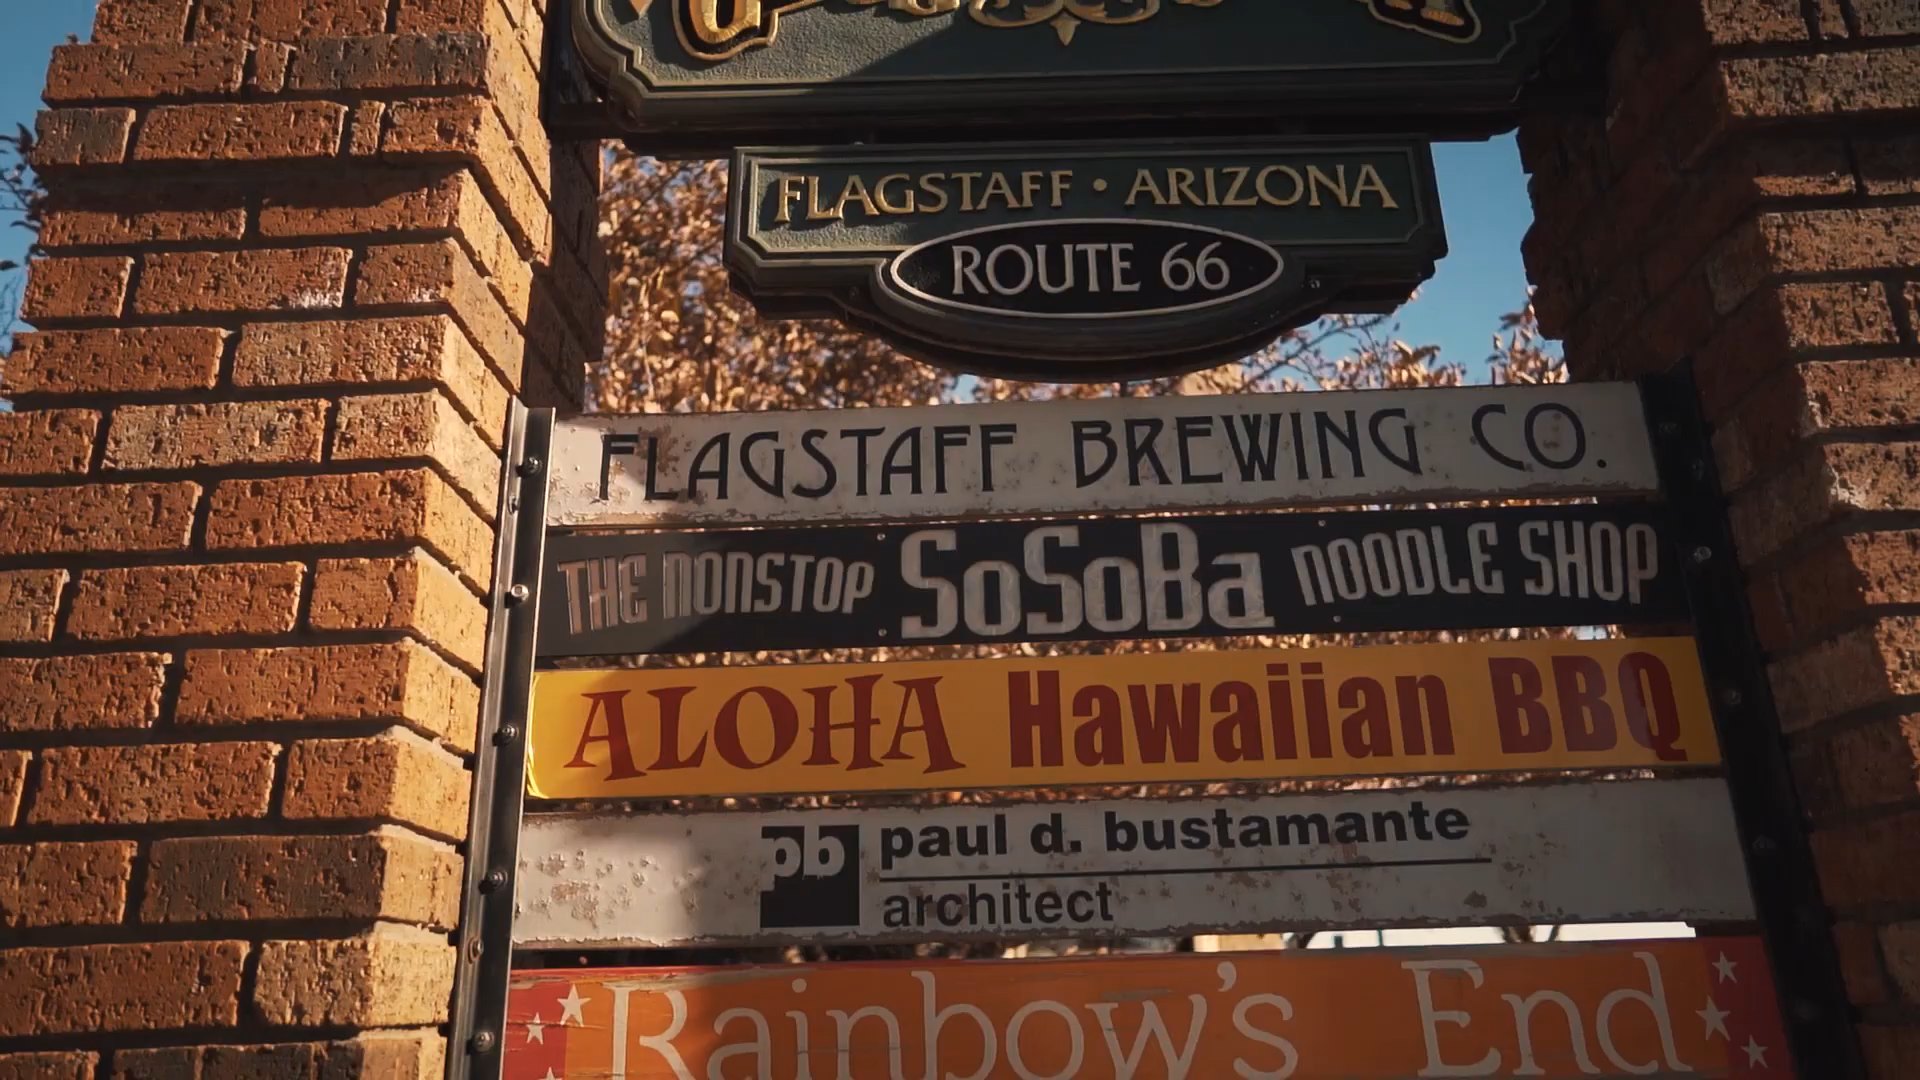 FLAGSTAFF • ARIZONA
ROUTE 66
FLAGSTAFF BREWING CO.
THE NONSTOP SoSoBa NOODLE SHOP
ALOHA Hawaiian BBQ
pb paul d. bustamante
architect
Rainbow's End